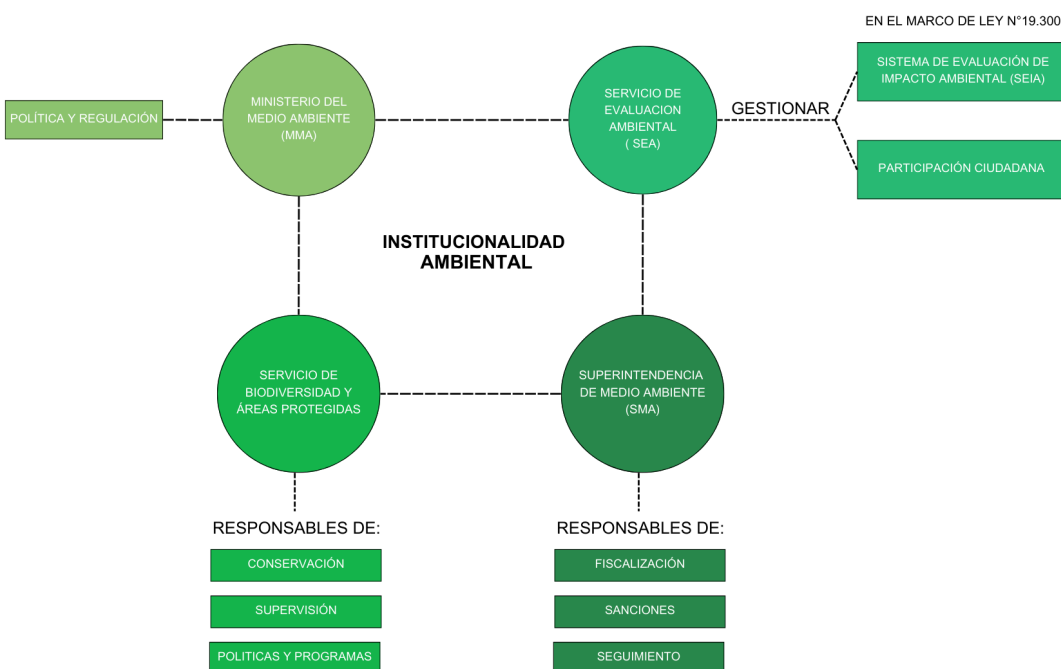 EN EL MARCO DE LEY N°19.300
POLÍTICA Y REGULACIÓN
MINISTERIO DEL
MEDIO AMBIENTE
(MMA)
SERVICIO DE
EVALUACION
AMBIENTAL
( SEA)
GESTIONAR
SISTEMA DE EVALUACIÓN DE
IMPACTO AMBIENTAL (SEIA)
PARTICIPACIÓN CIUDADANA
INSTITUCIONALIDAD
AMBIENTAL
SERVICIO DE
BIODIVERSIDAD Y
ÁREAS PROTEGIDAS
SUPERINTENDENCIA
DE MEDIO AMBIENTE
(SMA)
RESPONSABLES DE:
CONSERVACIÓN
SUPERVISIÓN
POLITICAS Y PROGRAMAS
RESPONSABLES DE:
FISCALIZACIÓN
SANCIONES
SEGUIMIENTO